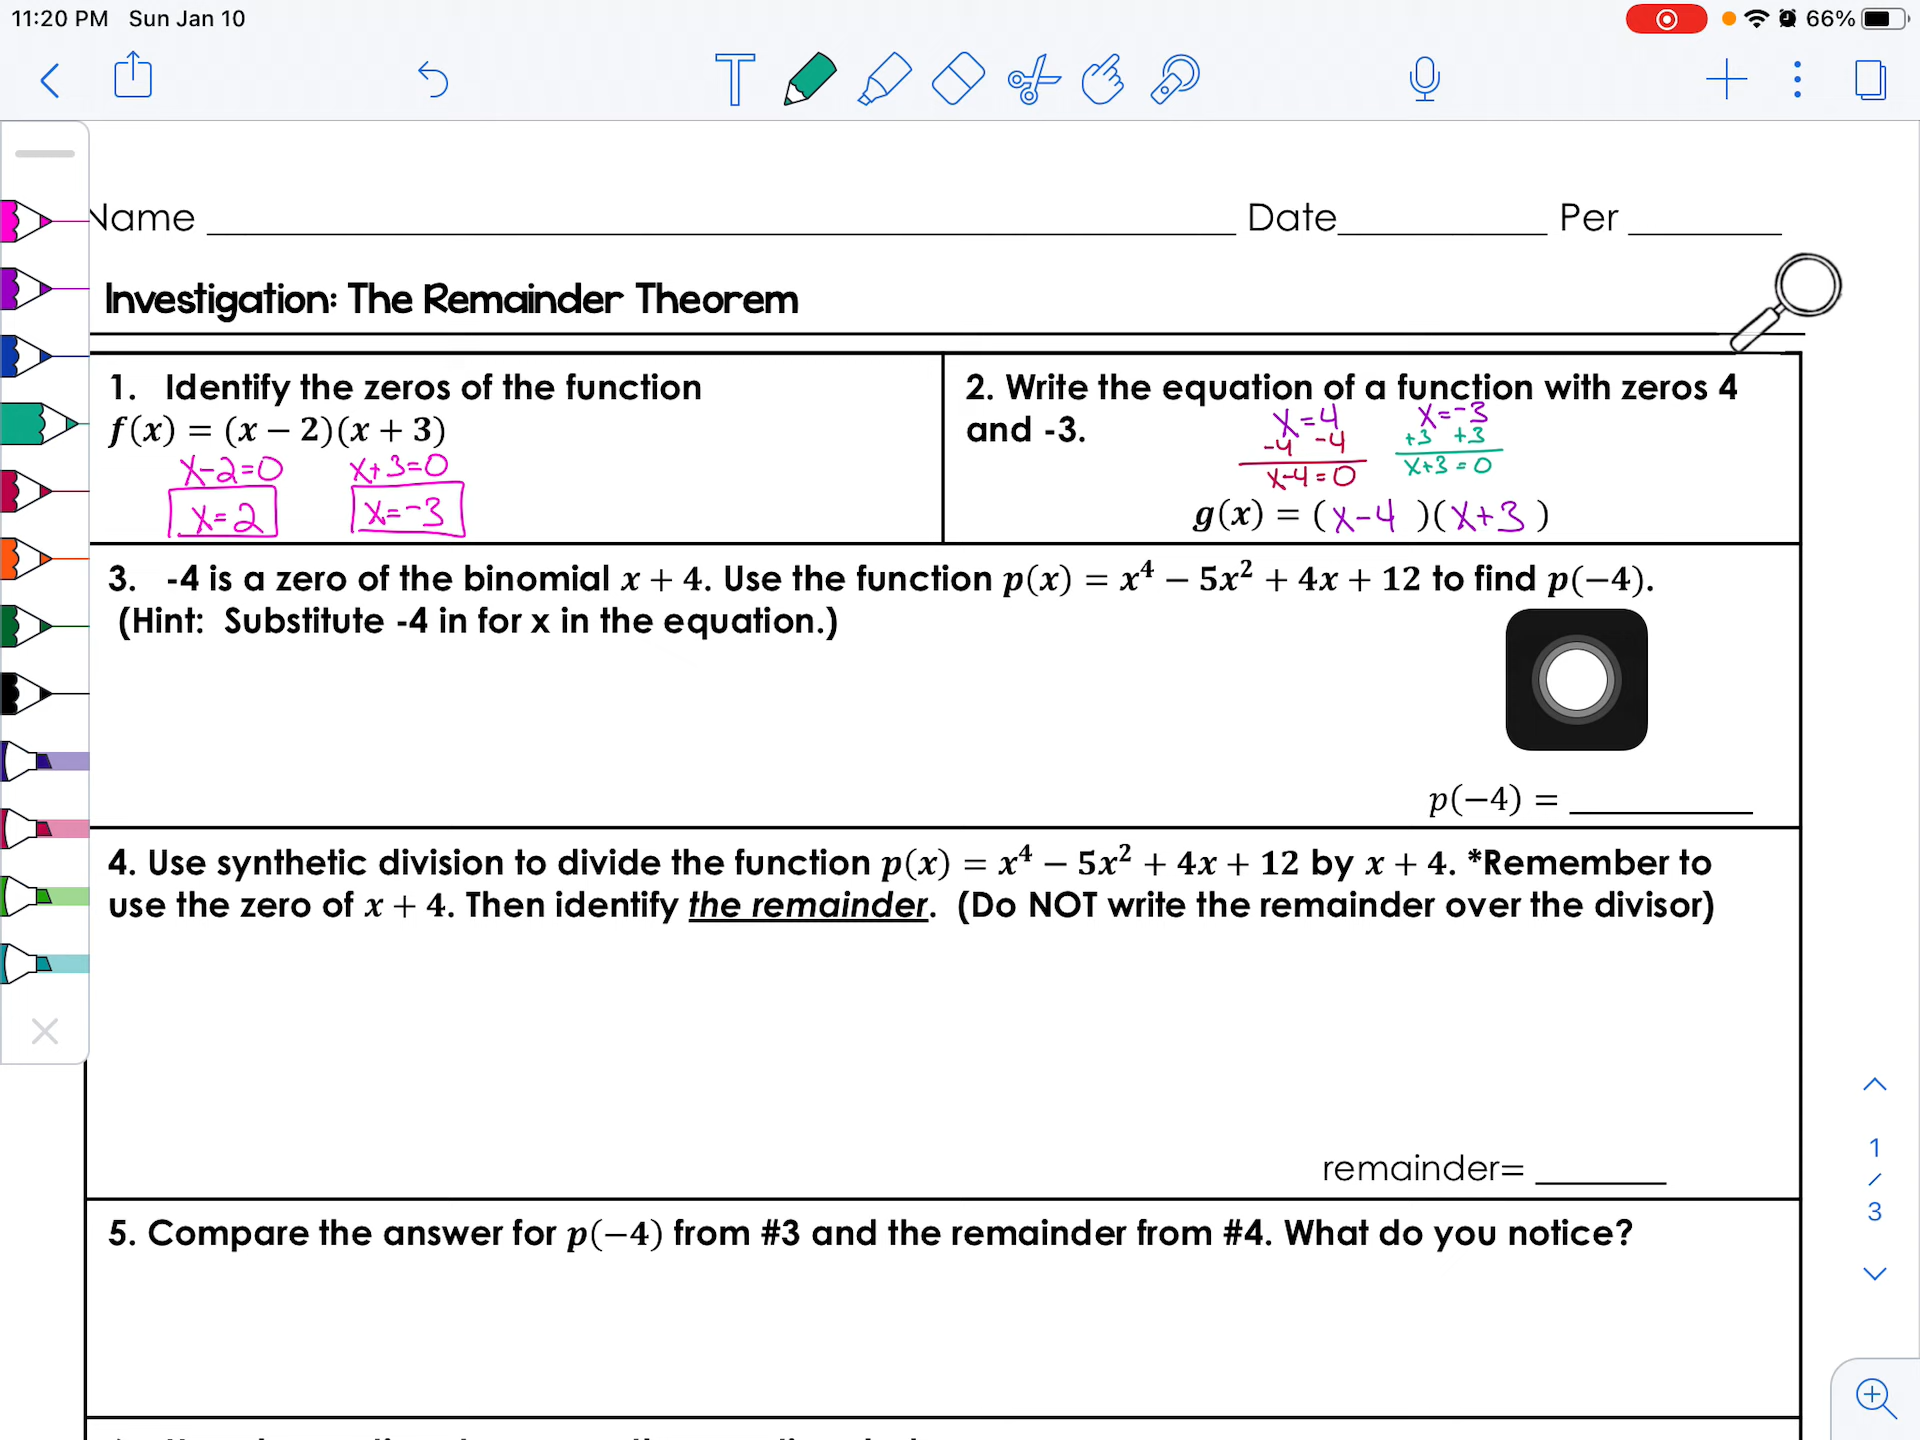 11:20 PM Sun Jan 10 66%
Name ____ Date____ Per ____
Investigation: The Remainder Theorem
1. Identify the zeros of the function
f(x) = (x − 2)(x + 3)
x-2=0 x+3=0
x=2 x=-3
2. Write the equation of a function with zeros 4
and -3.
x=4 x=-3
-4 -4 +3 +3
x-4=0 x+3=0
g(x) = (x-4 )(x+3 )
3. -4 is a zero of the binomial x + 4. Use the function p(x) = x⁴ − 5x² + 4x + 12 to find p(−4).
(Hint: Substitute -4 in for x in the equation.)
p(−4) = ____
4. Use synthetic division to divide the function p(x) = x⁴ − 5x² + 4x + 12 by x + 4. *Remember to
use the zero of x + 4. Then identify the remainder. (Do NOT write the remainder over the divisor)
remainder= ____
5. Compare the answer for p(−4) from #3 and the remainder from #4. What do you notice?
1
/
3